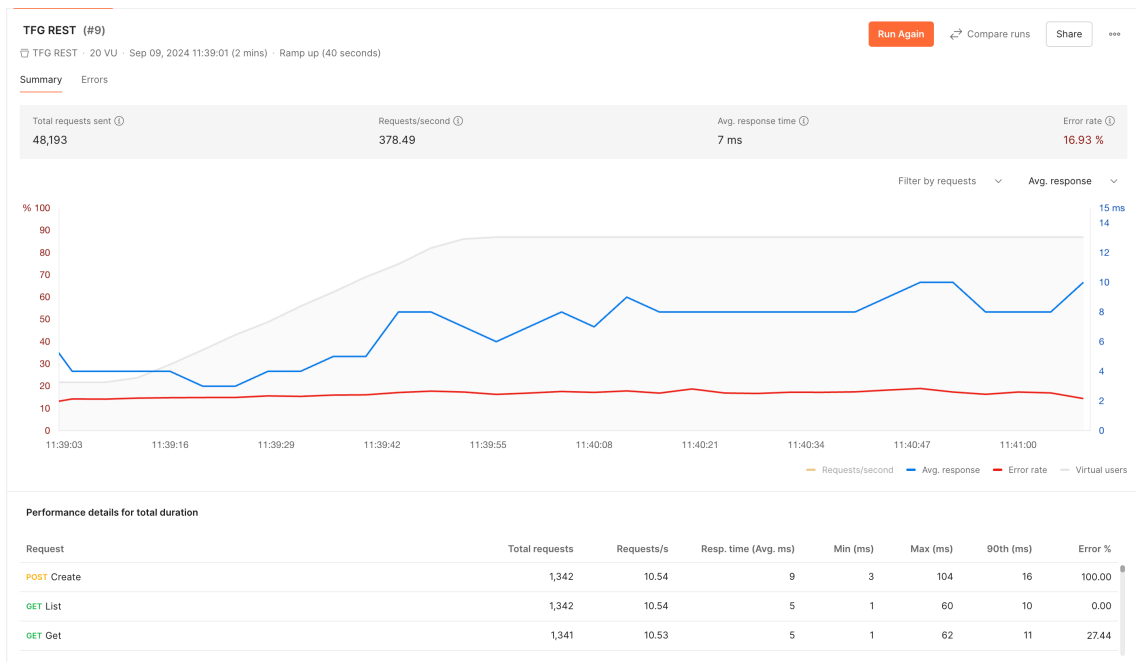 TFG REST (#9)
Run Again
Compare runs
Share
TFG REST · 20 VU · Sep 09, 2024 11:39:01 (2 mins) · Ramp up (40 seconds)
Summary Errors
Total requests sent Requests/second Avg. response time Error rate
48,193 378.49 7 ms 16.93 %
Filter by requests Avg. response
% 100 15 ms
90 14
80 12
70
60 10
50 8
40 6
30 4
20 2
10
0 0
11:39:03 11:39:16 11:39:29 11:39:42 11:39:55 11:40:08 11:40:21 11:40:34 11:40:47 11:41:00
Requests/second Avg. response Error rate Virtual users
Performance details for total duration
Request Total requests Requests/s Resp. time (Avg. ms) Min (ms) Max (ms) 90th (ms) Error %
POST Create 1,342 10.54 9 3 104 16 100.00
GET List 1,342 10.54 5 1 60 10 0.00
GET Get 1,341 10.53 5 1 62 11 27.44